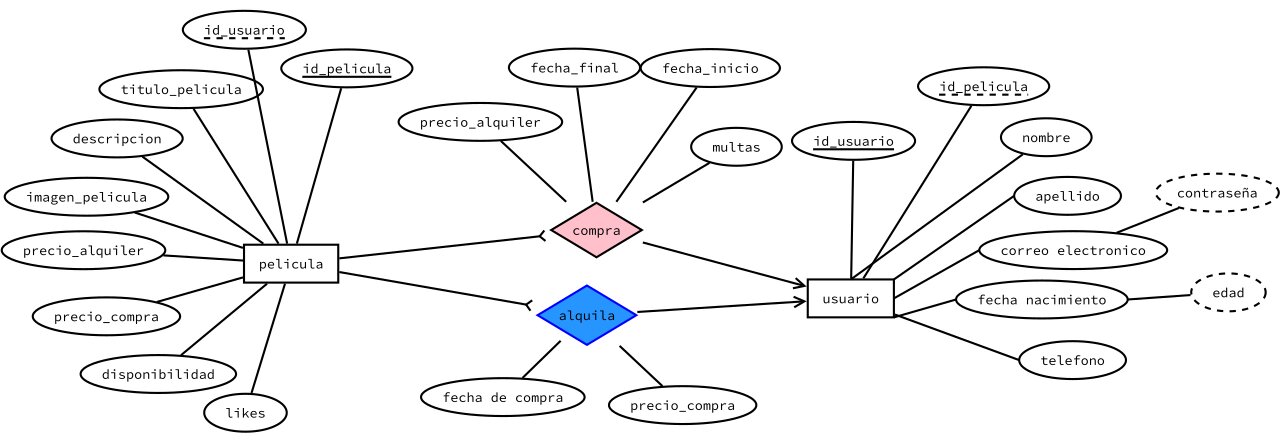 id_usuario
id_pelicula
titulo_pelicula
descripcion
imagen_pelicula
precio_alquiler
precio_compra
disponibilidad
likes
pelicula
fecha_final
fecha_inicio
precio_alquiler
multas
compra
alquila
fecha de compra
precio_compra
id_pelicula
id_usuario
nombre
apellido
contraseña
correo electronico
fecha nacimiento
edad
telefono
usuario